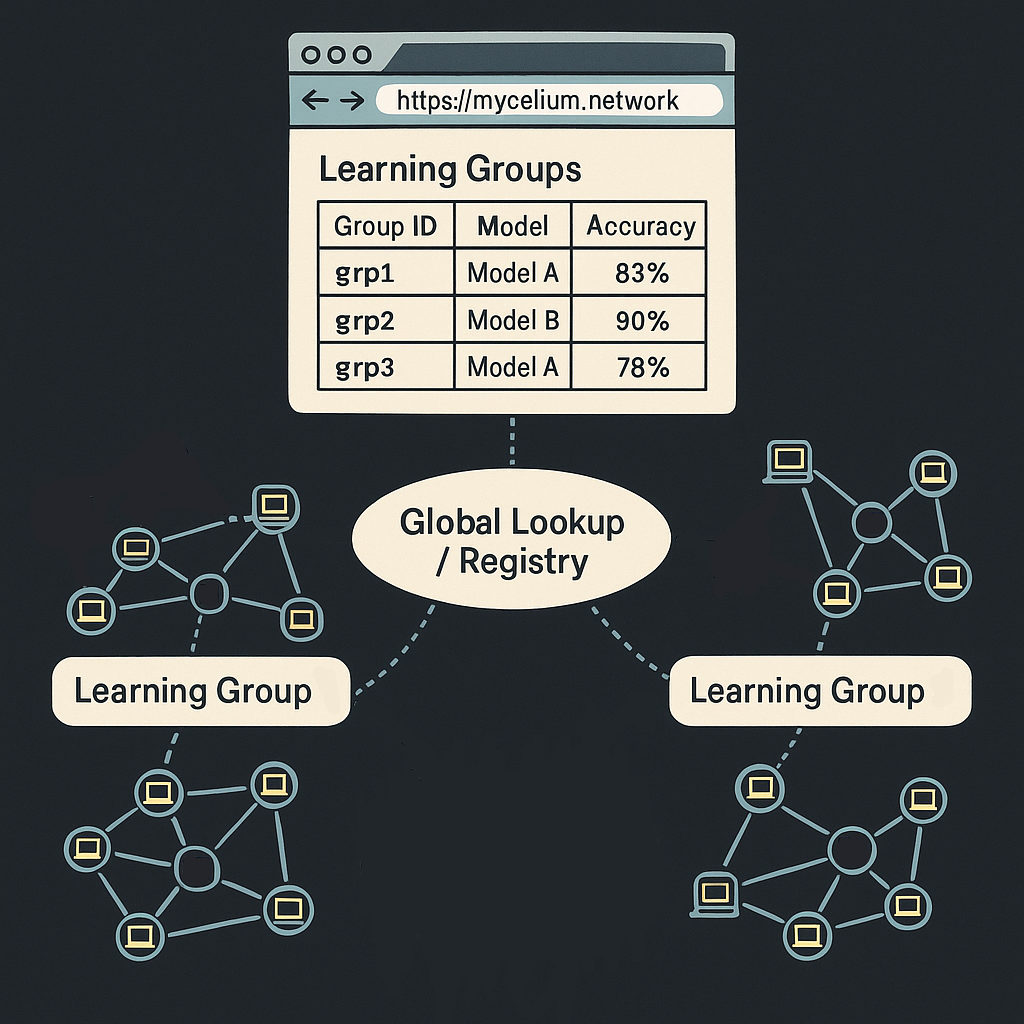 https://mycelium.network
Learning Groups
Group ID Model Accuracy
grp1 Model A 83%
grp2 Model B 90%
grp3 Model A 78%
Global Lookup
/ Registry
Learning Group
Learning Group